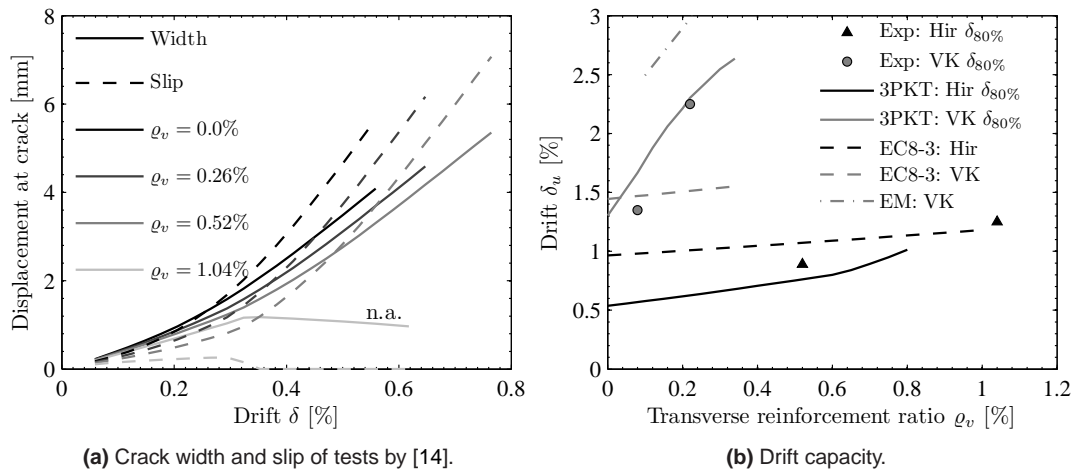 Displacement at crack [mm]
8
6
4
2
0
Width
Slip
ϱv = 0.0%
ϱv = 0.26%
ϱv = 0.52%
ϱv = 1.04%
n.a.
0
0.2
0.4
0.6
0.8
Drift δ [%]
(a) Crack width and slip of tests by [14].
Drift δu [%]
3
2.5
2
1.5
1
0.5
0
Exp: Hir δ80%
Exp: VK δ80%
3PKT: Hir δ80%
3PKT: VK δ80%
EC8-3: Hir
EC8-3: VK
EM: VK
0
0.2
0.4
0.6
0.8
1
1.2
Transverse reinforcement ratio ϱv [%]
(b) Drift capacity.